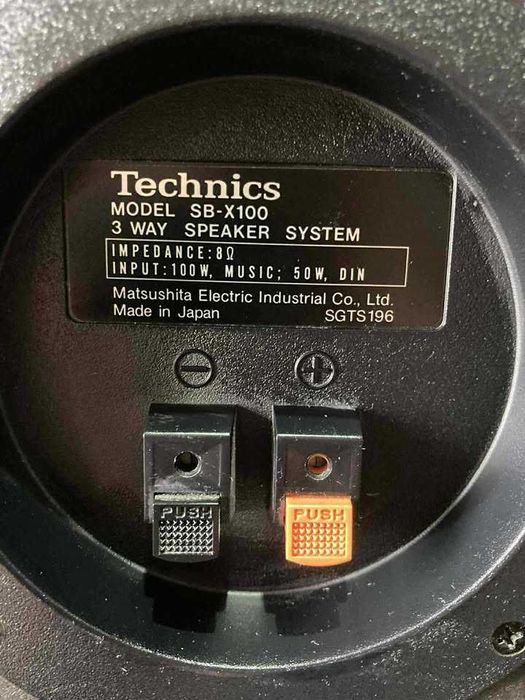 Technics
MODEL SB-X100
3 WAY SPEAKER SYSTEM
IMPEDANCE:8Ω
INPUT:100W, MUSIC; 50W, DIN
Matsushita Electric Industrial Co., Ltd.
Made in Japan SGTS196
− +
PUSH PUSH